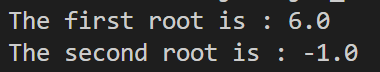 The first root is : 6.0
The second root is : -1.0